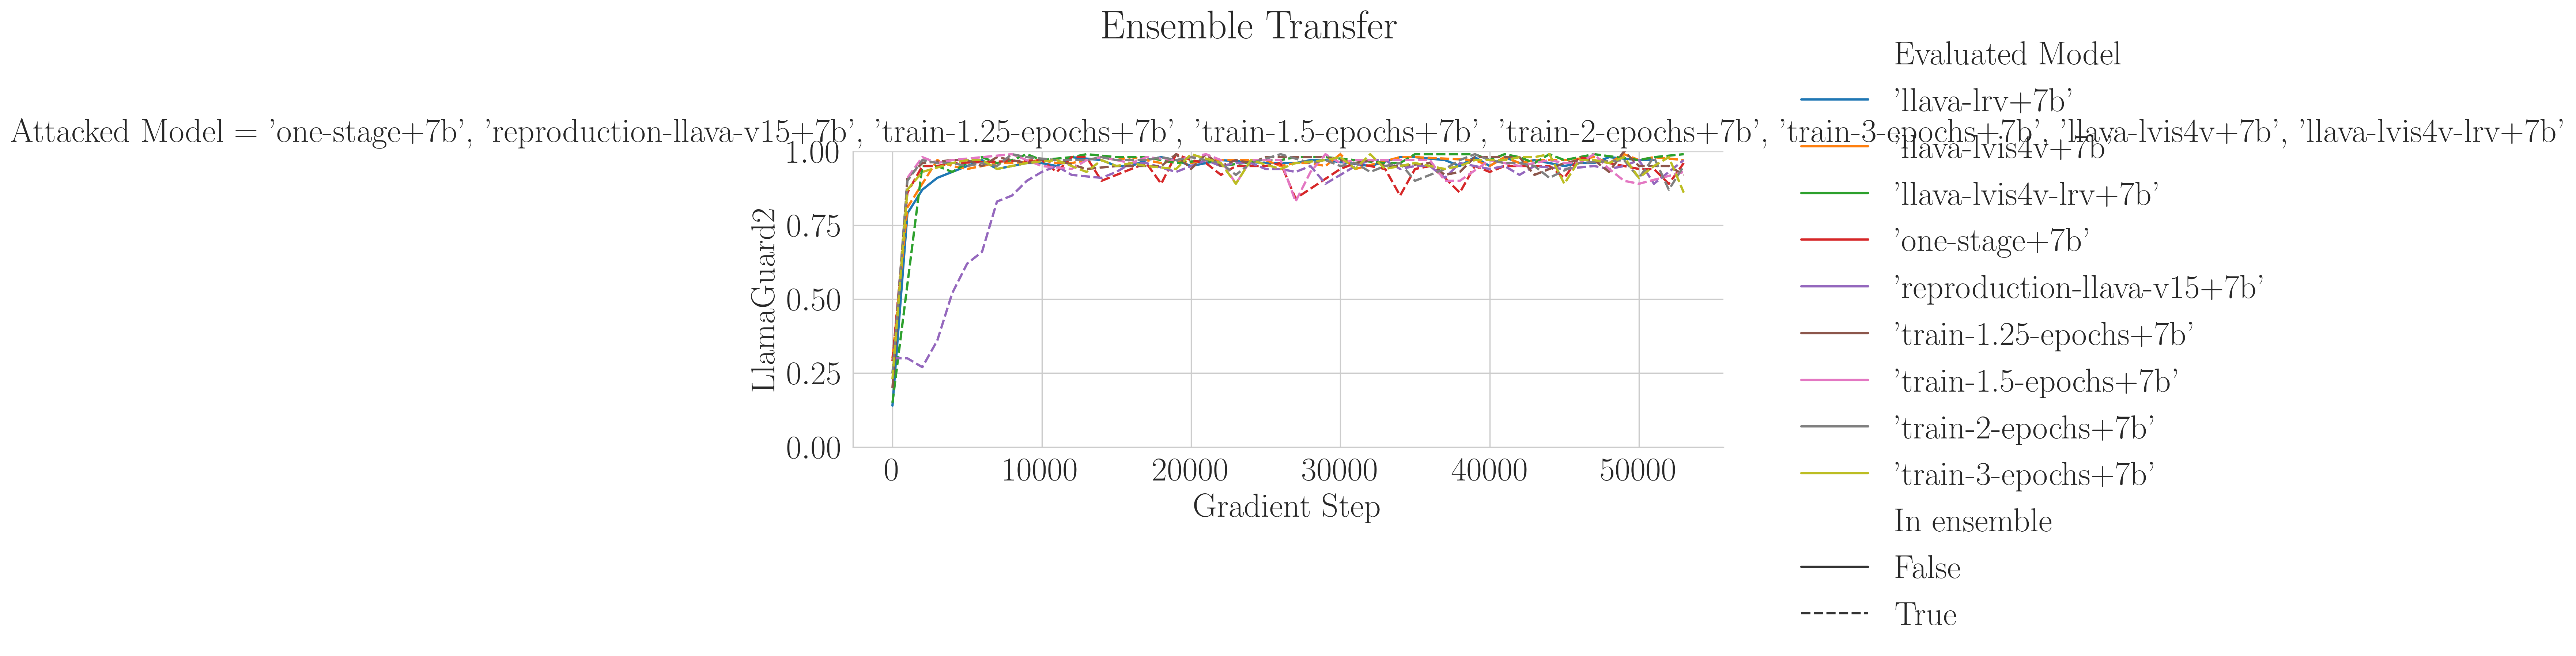 Ensemble Transfer
Attacked Model = 'one-stage+7b', 'reproduction-llava-v15+7b', 'train-1.25-epochs+7b', 'train-1.5-epochs+7b', 'train-2-epochs+7b', 'train-3-epochs+7b', 'llava-lvis4v+7b', 'llava-lvis4v-lrv+7b'
LlamaGuard2
1.00
0.75
0.50
0.25
0.00
0
10000
20000
30000
40000
50000
Gradient Step
Evaluated Model
'llava-lrv+7b'
'llava-lvis4v+7b'
'llava-lvis4v-lrv+7b'
'one-stage+7b'
'reproduction-llava-v15+7b'
'train-1.25-epochs+7b'
'train-1.5-epochs+7b'
'train-2-epochs+7b'
'train-3-epochs+7b'
In ensemble
False
True